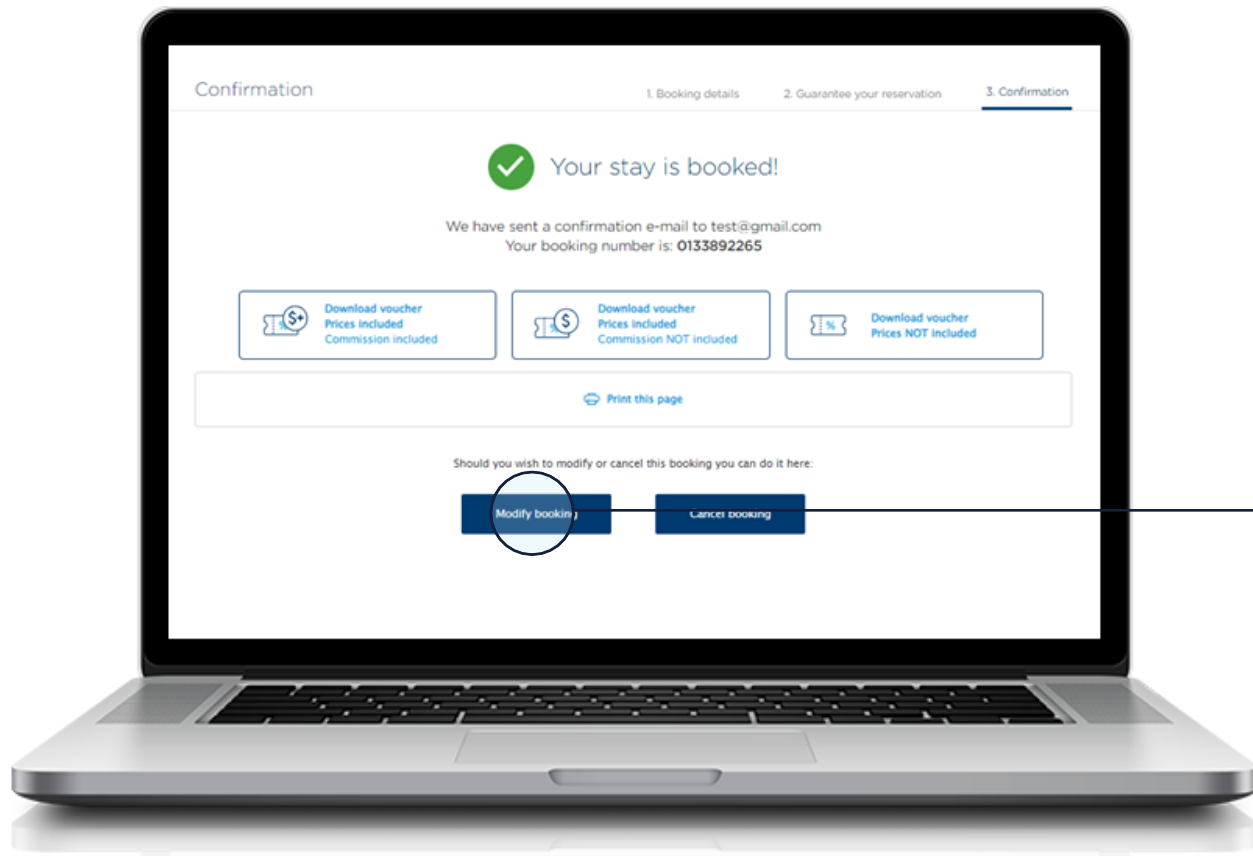 Confirmation
1. Booking details
2. Guarantee your reservation
3. Confirmation
Your stay is booked!
We have sent a confirmation e-mail to test@gmail.com
Your booking number is: 0133892265
$+
%
Download voucher
Prices included
Commission included
$
%
Download voucher
Prices included
Commission NOT included
%
Download voucher
Prices NOT included
Print this page
Should you wish to modify or cancel this booking you can do it here:
Modify booking
Cancel booking